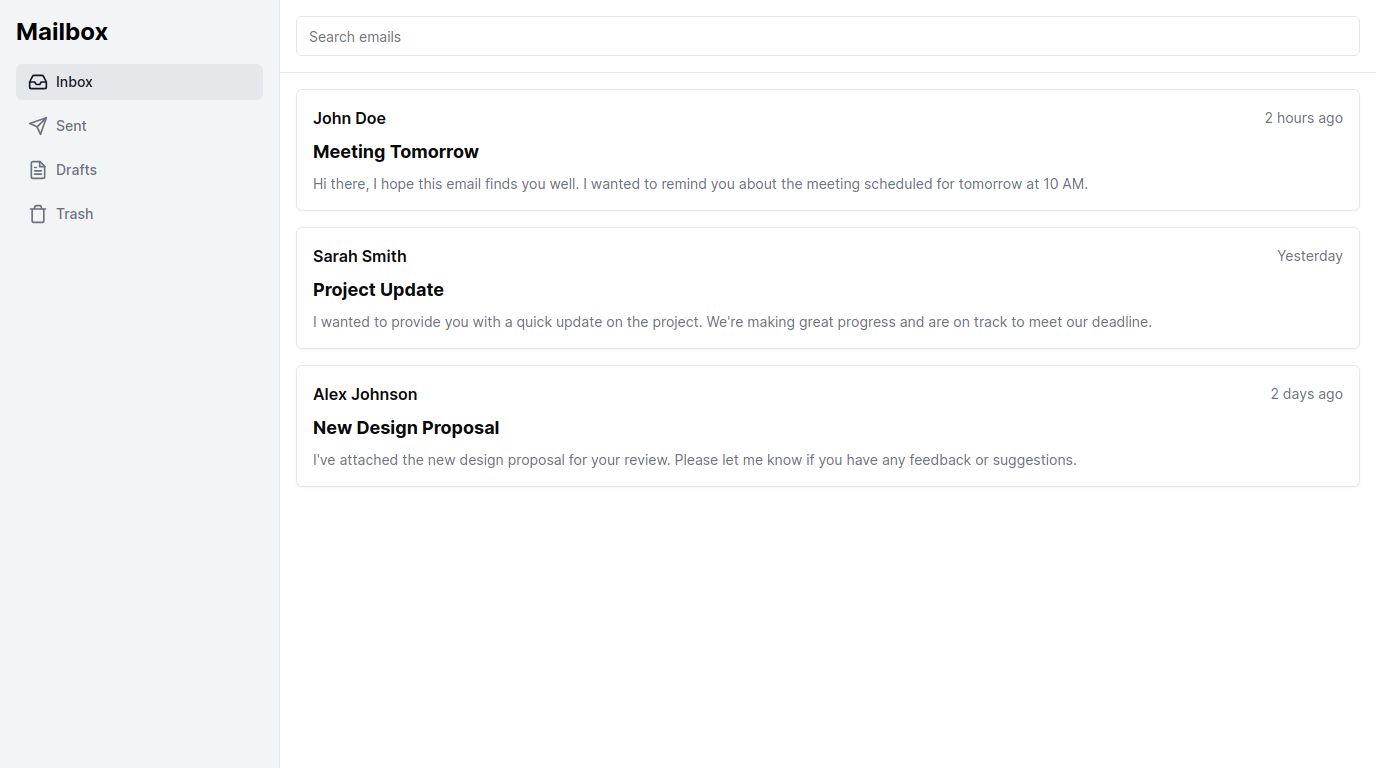 Mailbox
Inbox
Sent
Drafts
Trash
Search emails
John Doe
2 hours ago
Meeting Tomorrow
Hi there, I hope this email finds you well. I wanted to remind you about the meeting scheduled for tomorrow at 10 AM.
Sarah Smith
Yesterday
Project Update
I wanted to provide you with a quick update on the project. We're making great progress and are on track to meet our deadline.
Alex Johnson
2 days ago
New Design Proposal
I've attached the new design proposal for your review. Please let me know if you have any feedback or suggestions.